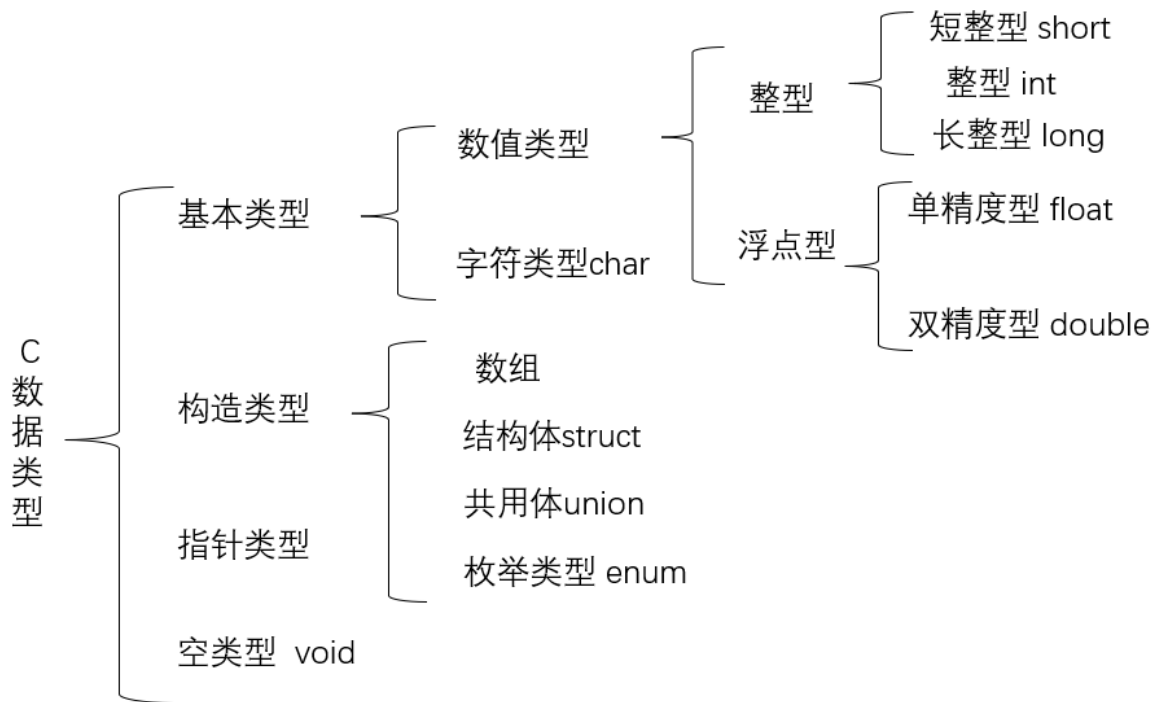 C
数
据
类
型
基本类型
数值类型
整型
短整型 short
整型 int
长整型 long
浮点型
单精度型 float
双精度型 double
字符类型char
构造类型
数组
结构体struct
共用体union
枚举类型 enum
指针类型
空类型 void